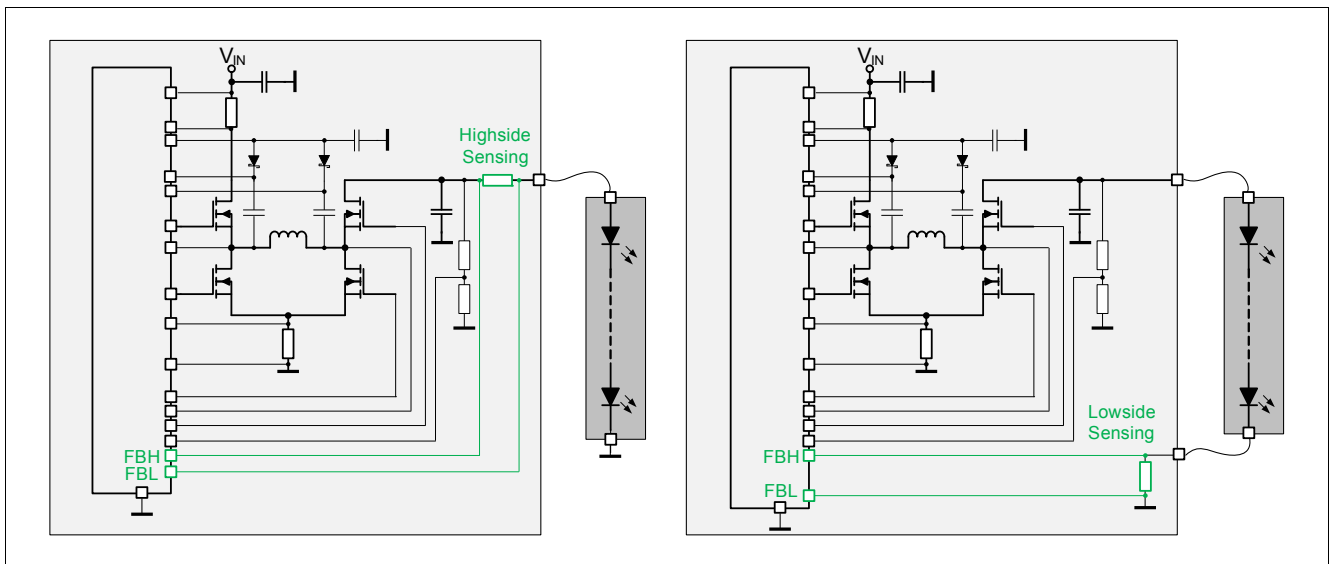 VIN
Highside
Sensing
FBH
FBL
VIN
Lowside
Sensing
FBH
FBL